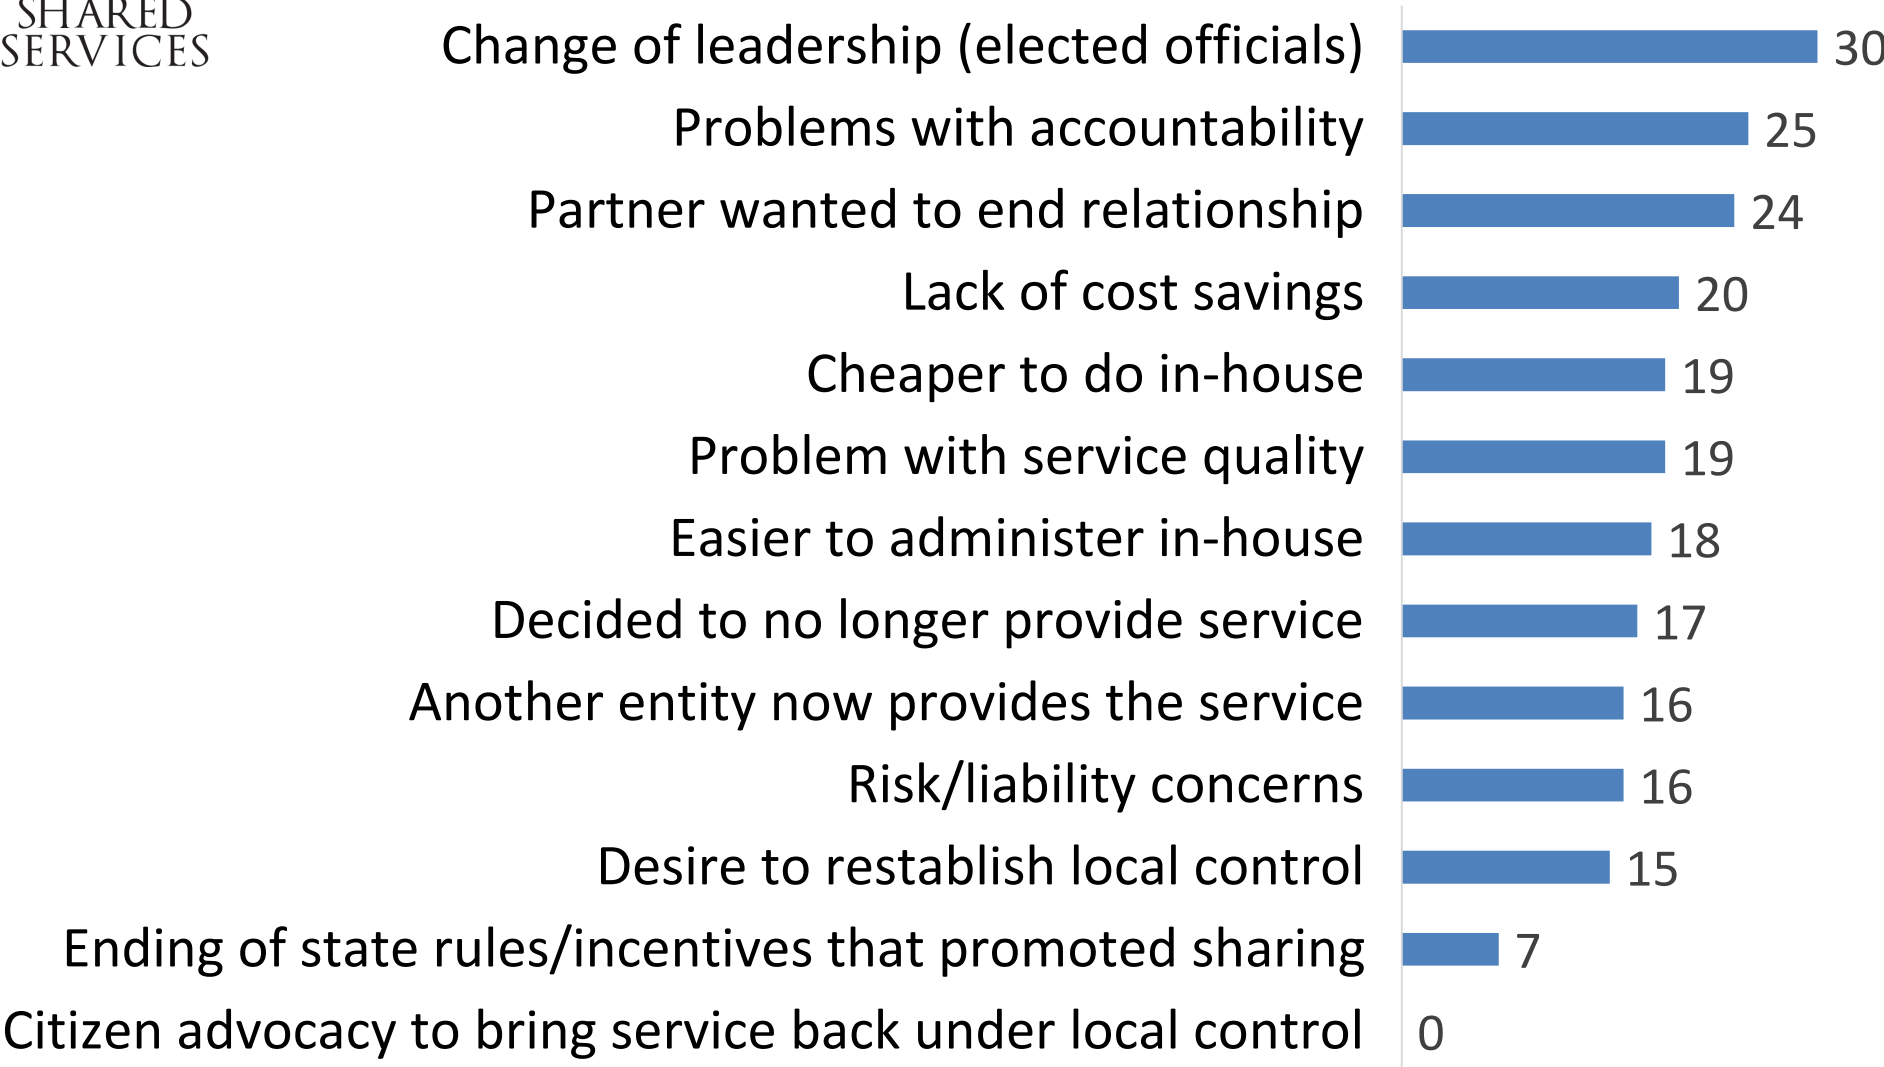 SHARED
SERVICES
Change of leadership (elected officials) 30
Problems with accountability 25
Partner wanted to end relationship 24
Lack of cost savings 20
Cheaper to do in-house 19
Problem with service quality 19
Easier to administer in-house 18
Decided to no longer provide service 17
Another entity now provides the service 16
Risk/liability concerns 16
Desire to restablish local control 15
Ending of state rules/incentives that promoted sharing 7
Citizen advocacy to bring service back under local control 0